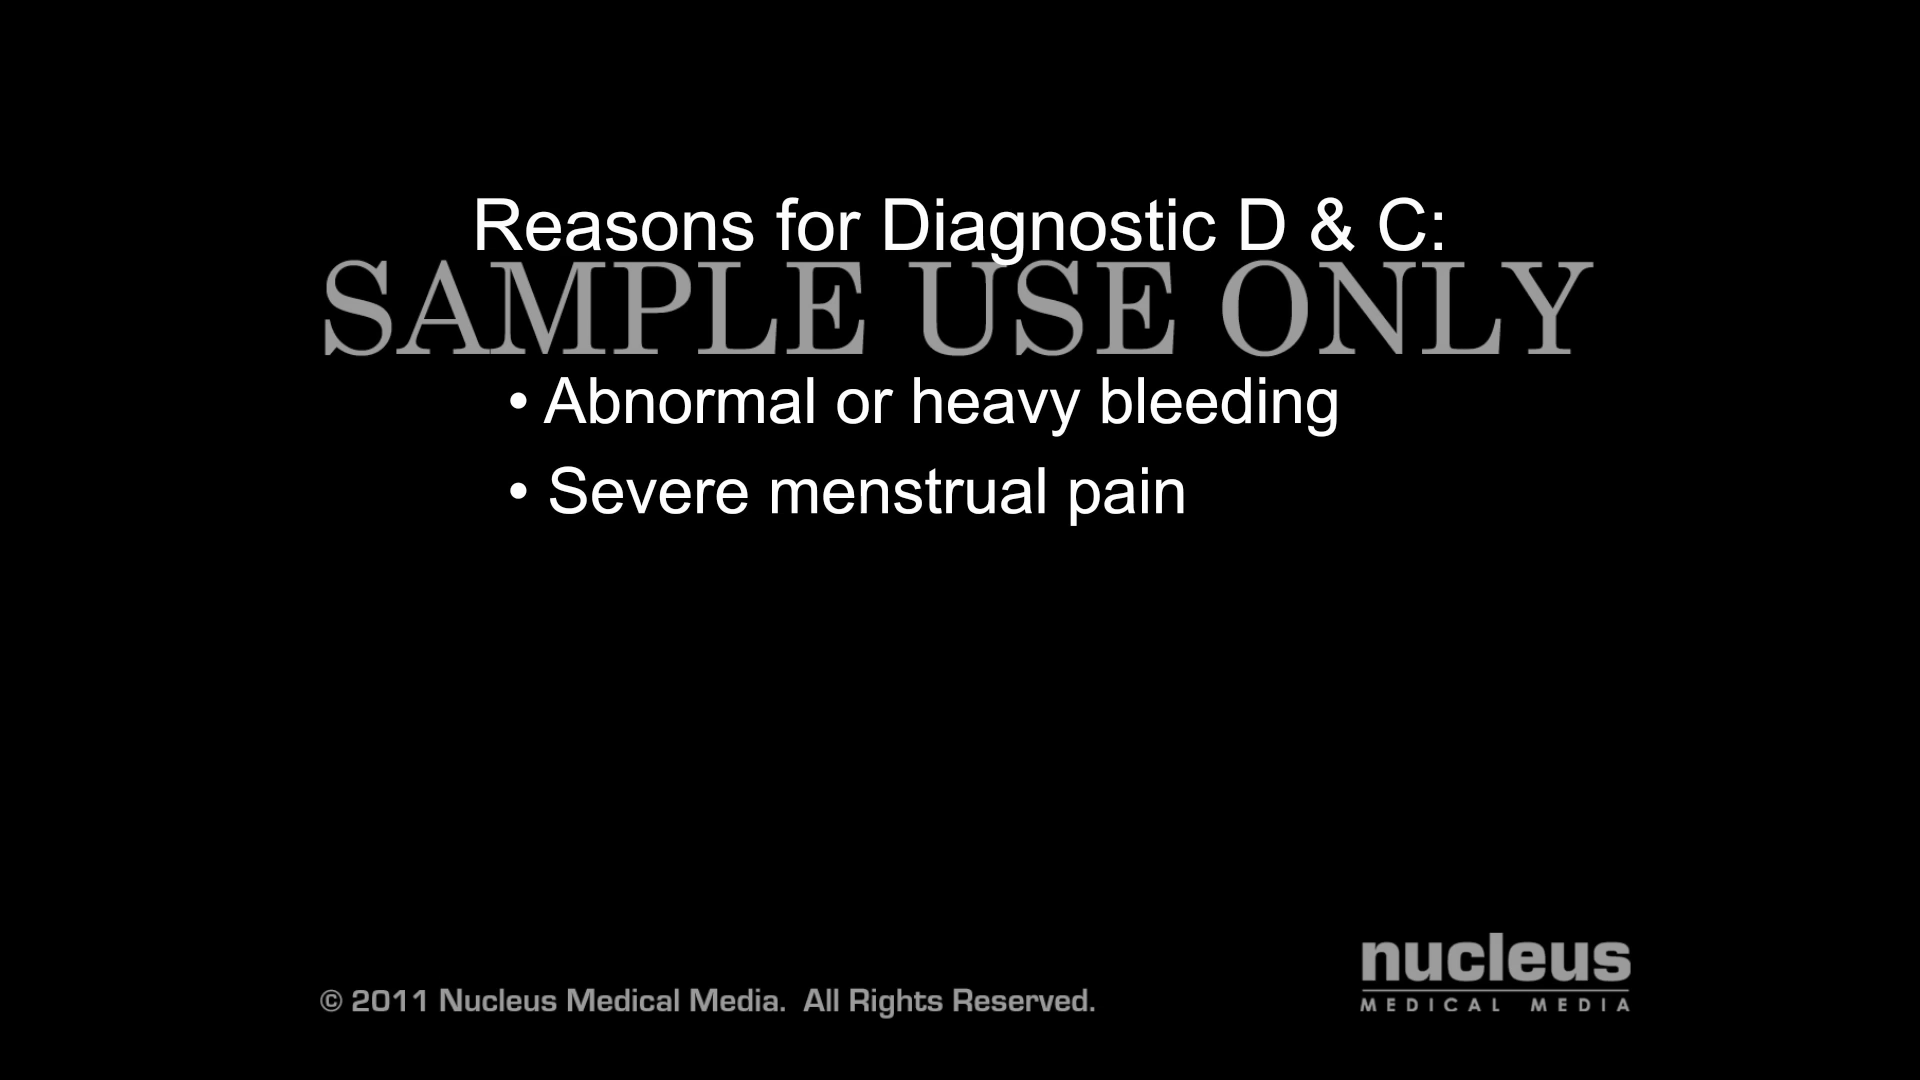 Reasons for Diagnostic D & C:
SAMPLE USE ONLY
• Abnormal or heavy bleeding
• Severe menstrual pain
nucleus
MEDICAL MEDIA
© 2011 Nucleus Medical Media. All Rights Reserved.